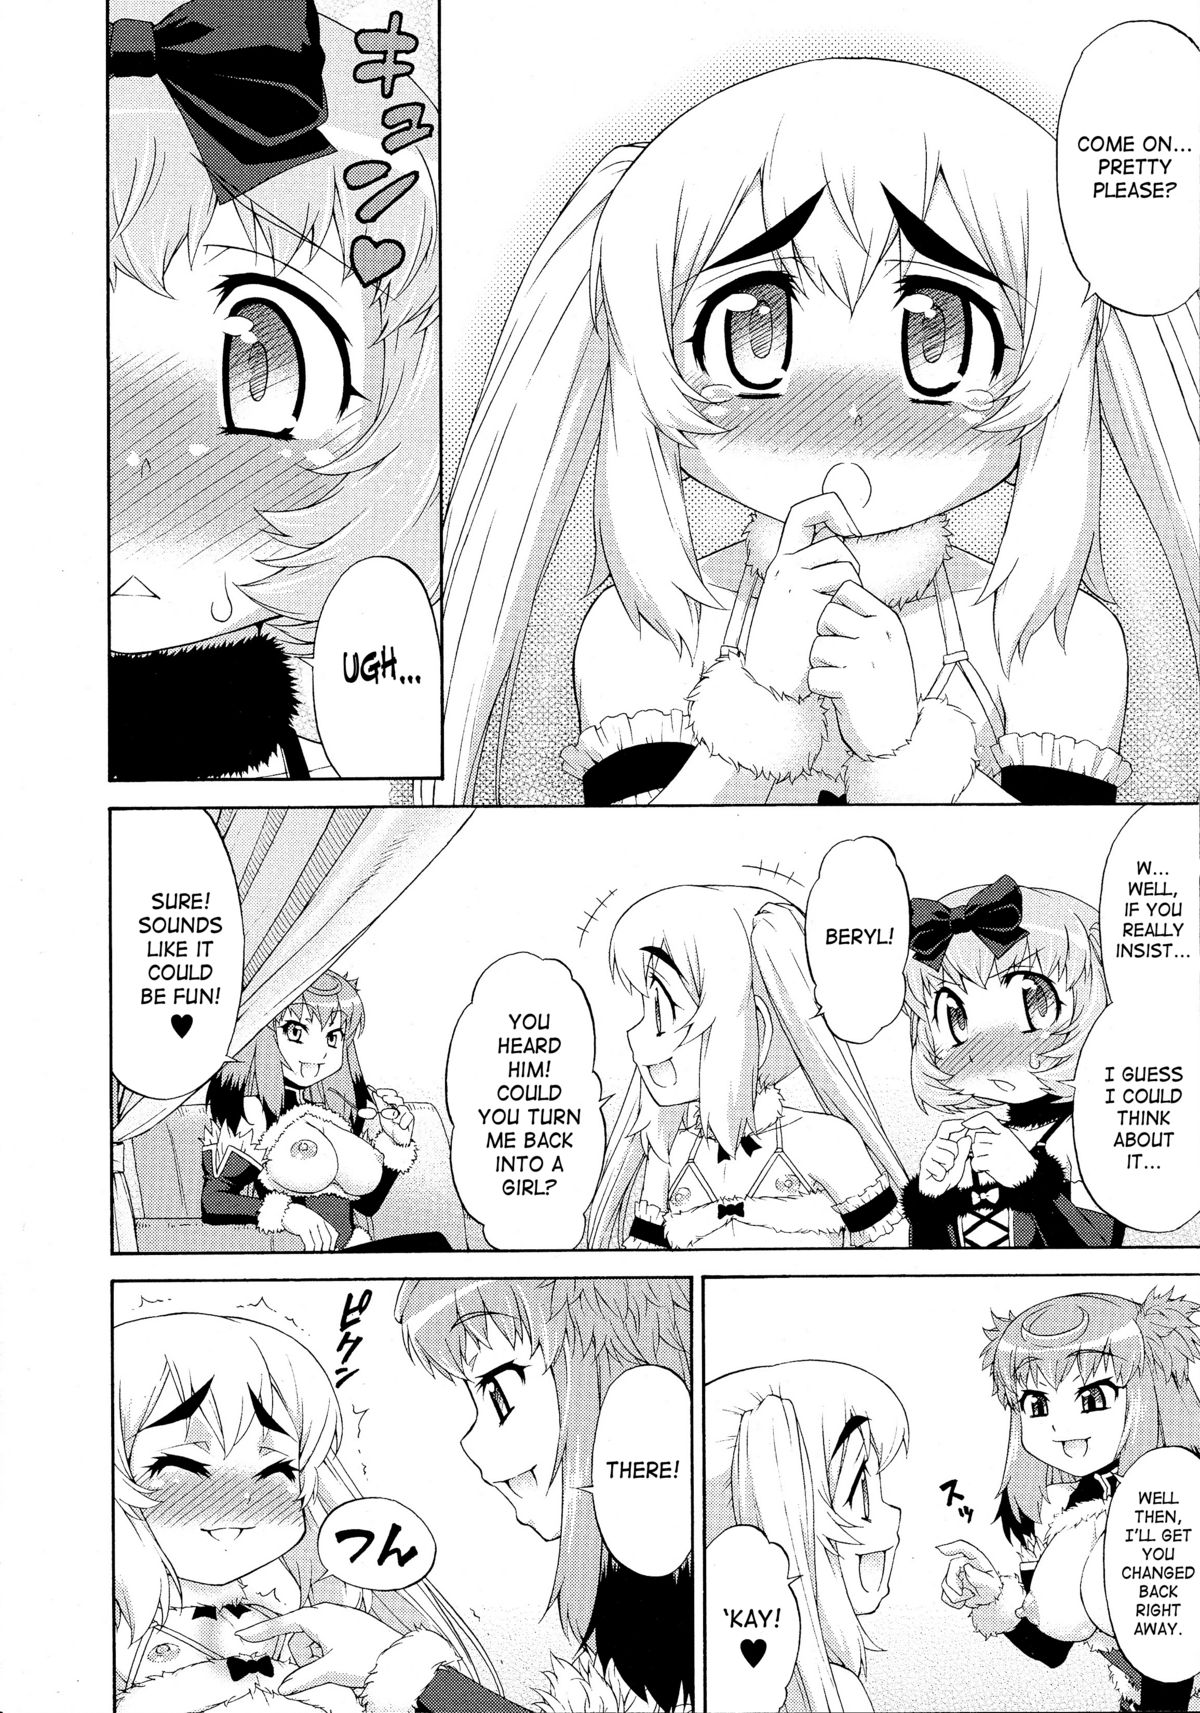 COME ON...
PRETTY
PLEASE?
キュン♥
UGH...
W...
WELL,
IF YOU
REALLY
INSIST...
I GUESS
I COULD
THINK
ABOUT
IT...
BERYL!
YOU
HEARD
HIM!
COULD
YOU TURN
ME BACK
INTO A
GIRL?
SURE!
SOUNDS
LIKE IT
COULD
BE FUN!
♥
WELL
THEN,
I'LL GET
YOU
CHANGED
BACK
RIGHT
AWAY.
スッ
'KAY!
♥
THERE!
ピクン
つん